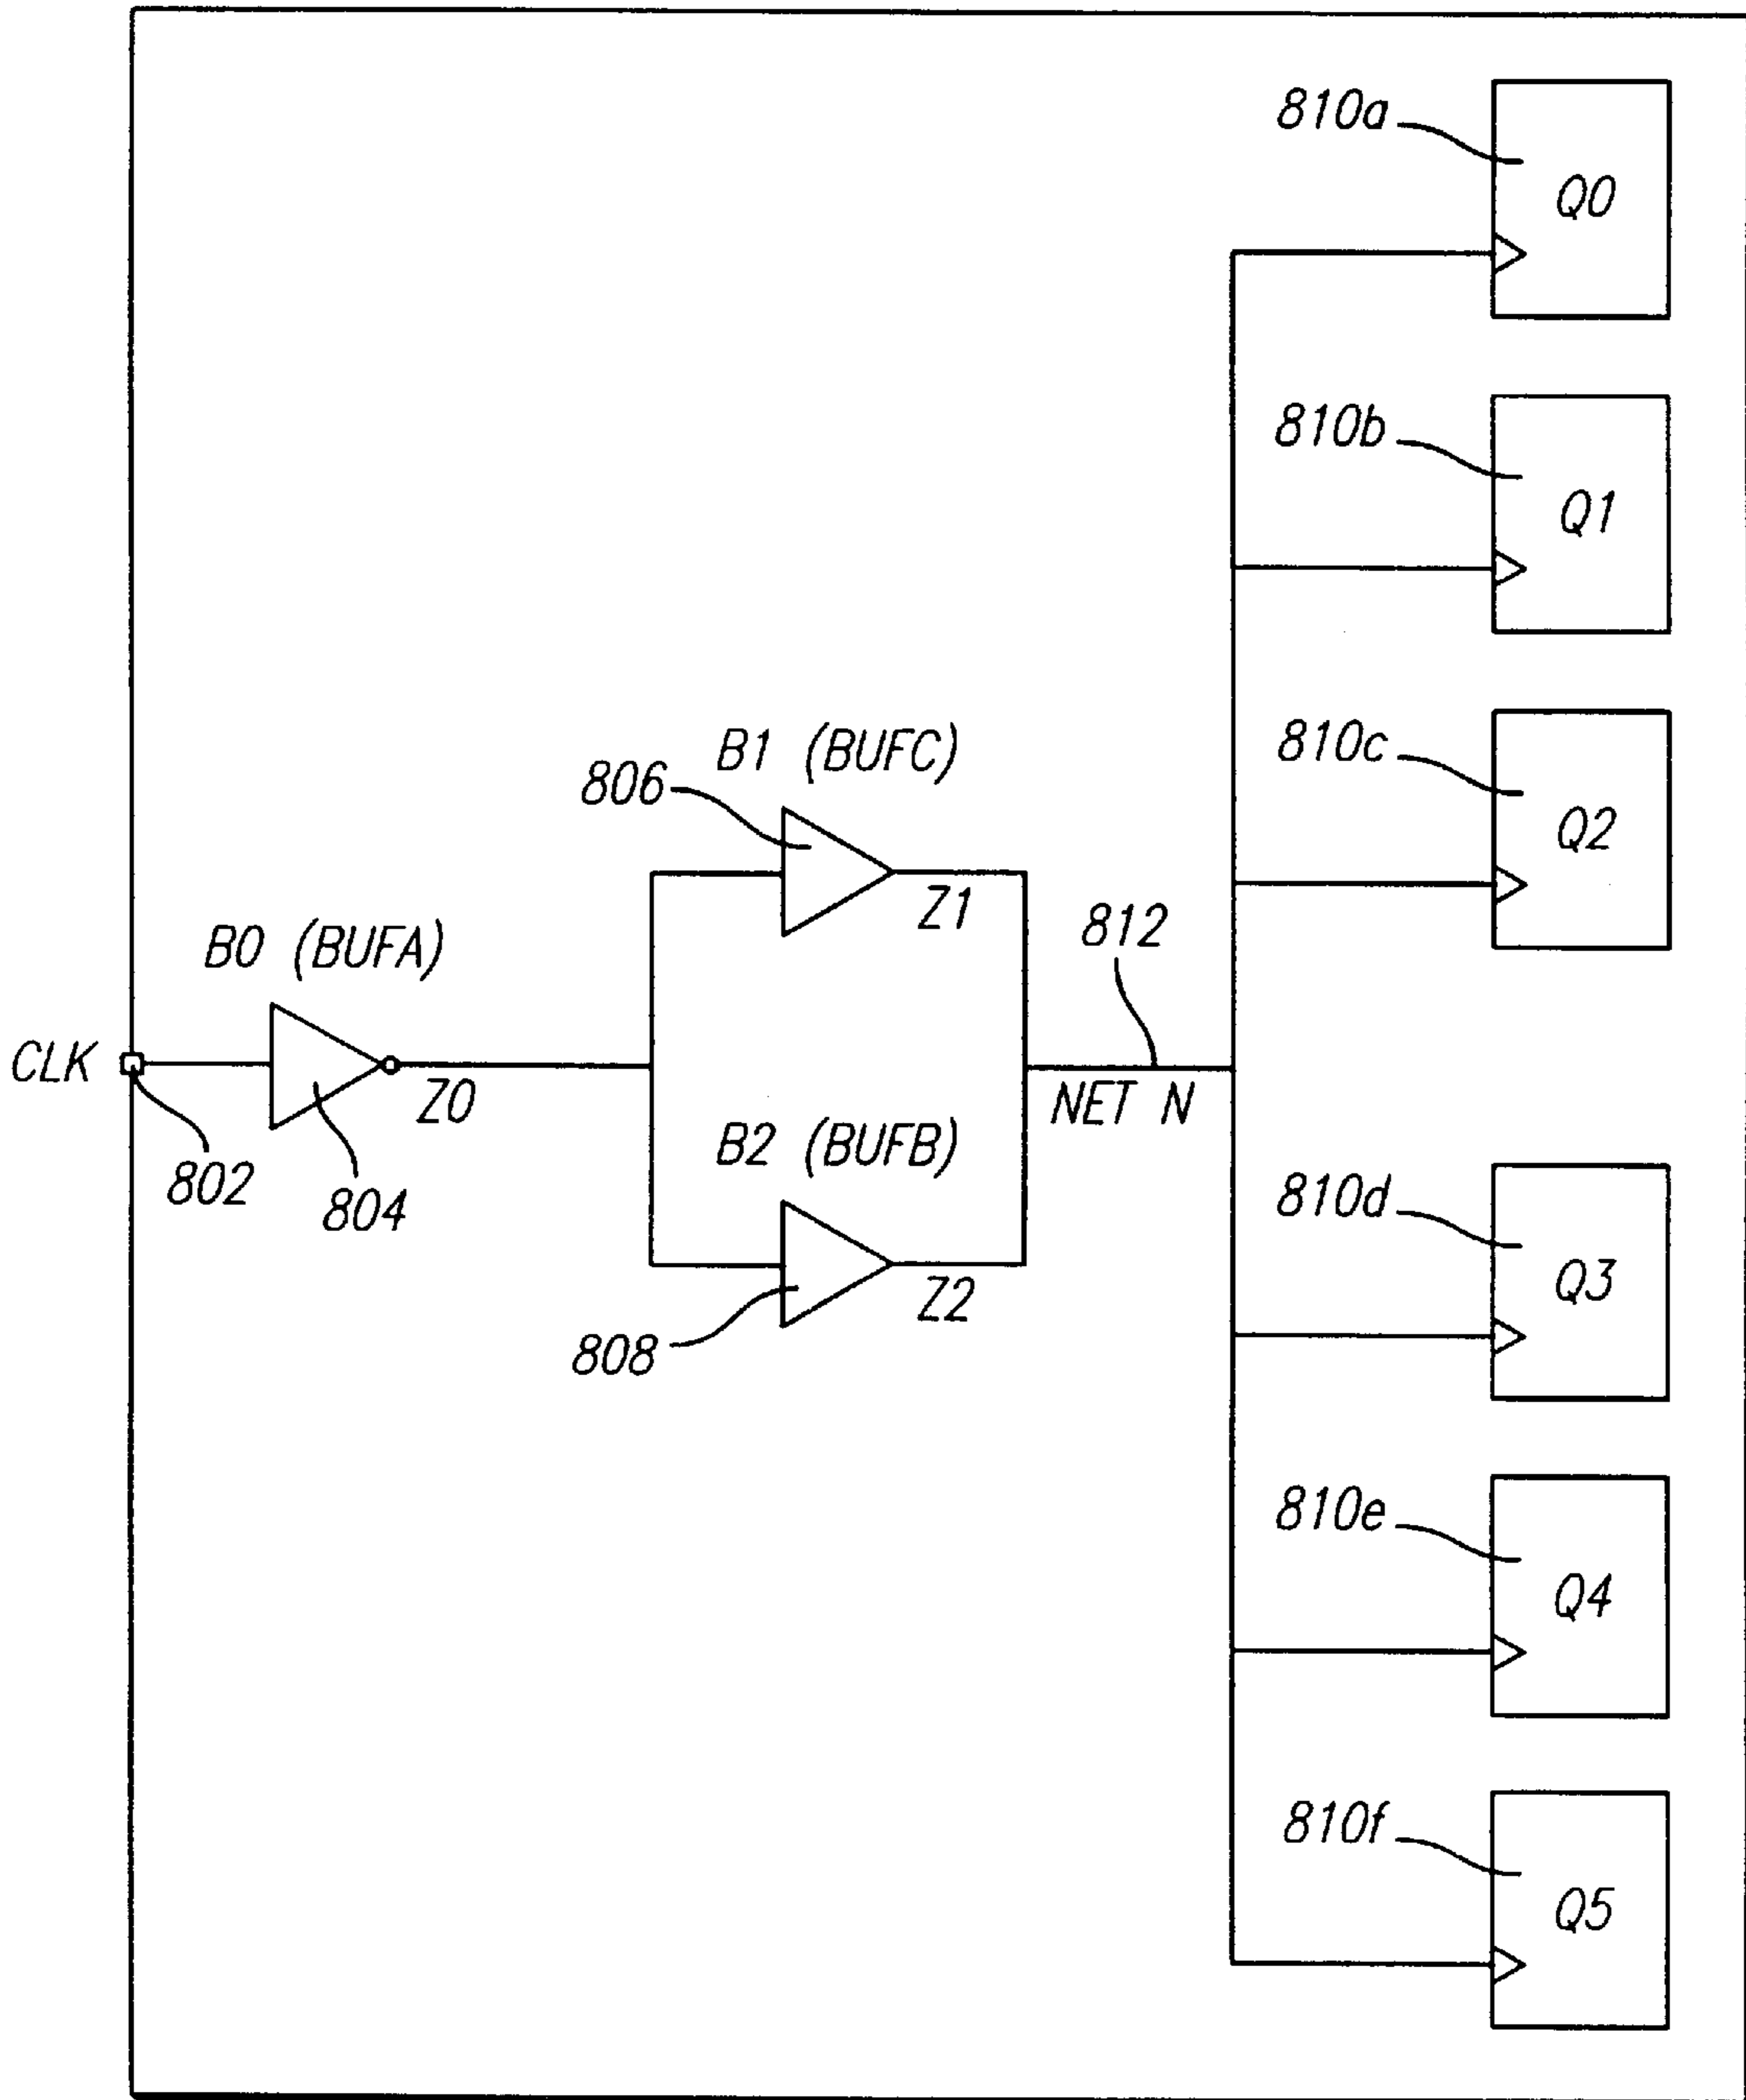 810a
Q0
810b
Q1
810c
Q2
B1 (BUFC)
806
Z1
812
B0 (BUFA)
CLK
Z0
NET N
802
804
B2 (BUFB)
808
Z2
810d
Q3
810e
Q4
810f
Q5